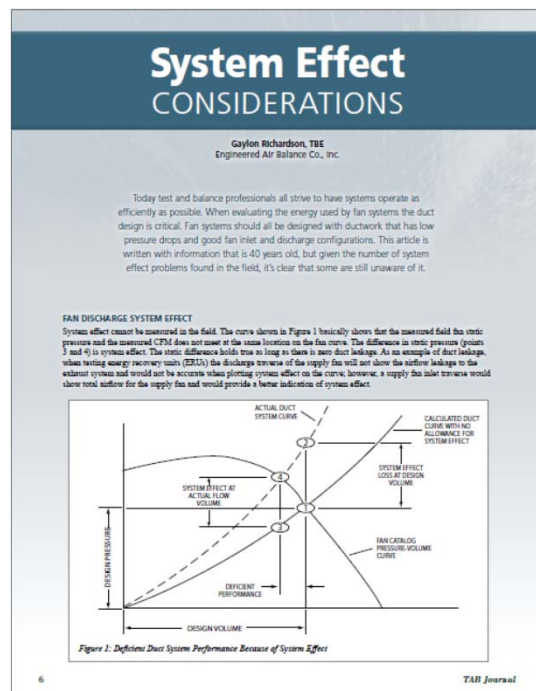 System Effect
CONSIDERATIONS
Gaylon Richardson, TBE
Engineered Air Balance Co., Inc.
Today test and balance professionals all strive to have systems operate as
efficiently as possible. When evaluating the energy used by fan systems the duct
design is critical. Fan systems should all be designed with ductwork that has low
pressure drops and good fan inlet and discharge configurations. This article is
written with information that is 40 years old, but given the number of system
effect problems found in the field, it's clear that some are still unaware of it.
FAN DISCHARGE SYSTEM EFFECT
System effect cannot be measured in the field. The curve shown in Figure 1 basically shows that the measured field fan static
pressure and the measured CFM does not meet at the same location on the fan curve. The difference in static pressure (points
3 and 4) is system effect. The static difference holds true as long as there is zero duct leakage. As an example of duct leakage,
when testing energy recovery units (ERUs) the discharge traverse of the supply fan will not show the airflow leakage to the
exhaust system and would not be accurate when plotting system effect on the curve; however, a supply fan inlet traverse would
show total airflow for the supply fan and would provide a better indication of system effect.
ACTUAL DUCT
SYSTEM CURVE
CALCULATED DUCT
CURVE WITH NO
ALLOWANCE FOR
SYSTEM EFFECT
2
SYSTEM EFFECT
LOSS AT DESIGN
VOLUME
4
SYSTEM EFFECT AT
ACTUAL FLOW
VOLUME
1
3
FAN CATALOG
PRESSURE-VOLUME
CURVE
DESIGN PRESSURE
DEFICIENT
PERFORMANCE
DESIGN VOLUME
Figure 1: Deficient Duct System Performance Because of System Effect
6
TAB Journal